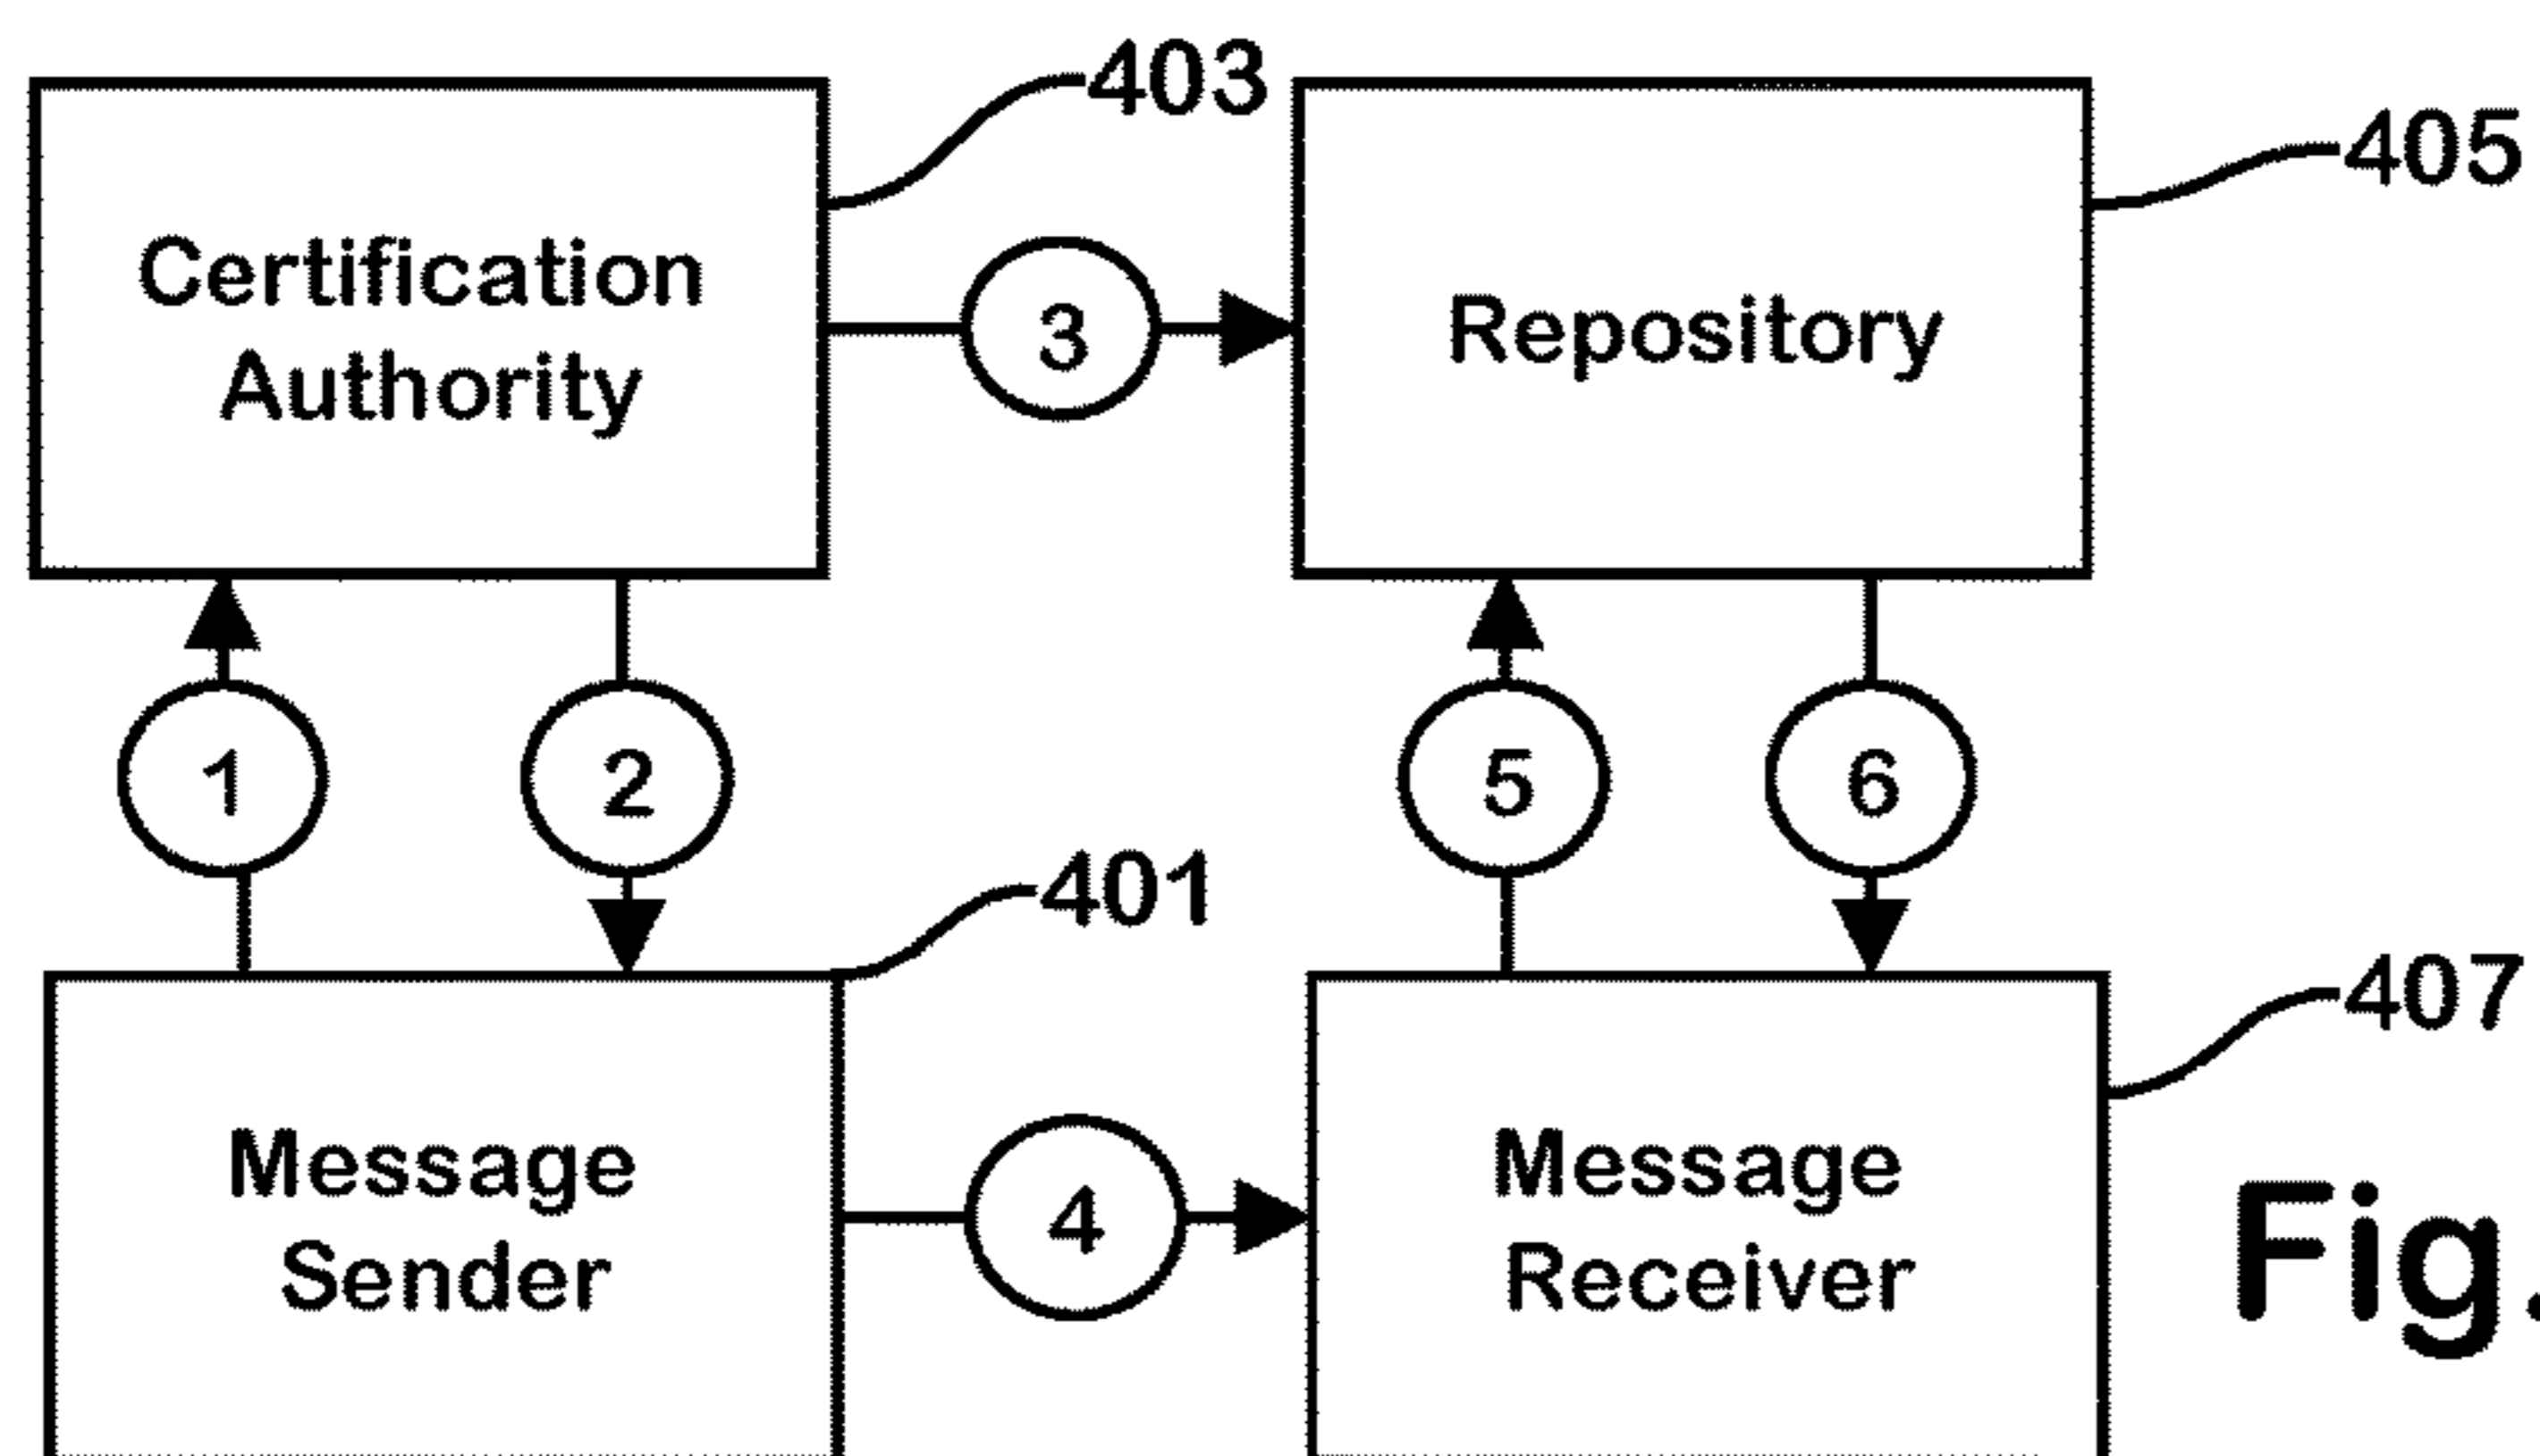 403
405
Certification
Authority
3
Repository
1
2
5
6
401
407
Message
Sender
4
Message
Receiver
Fig.